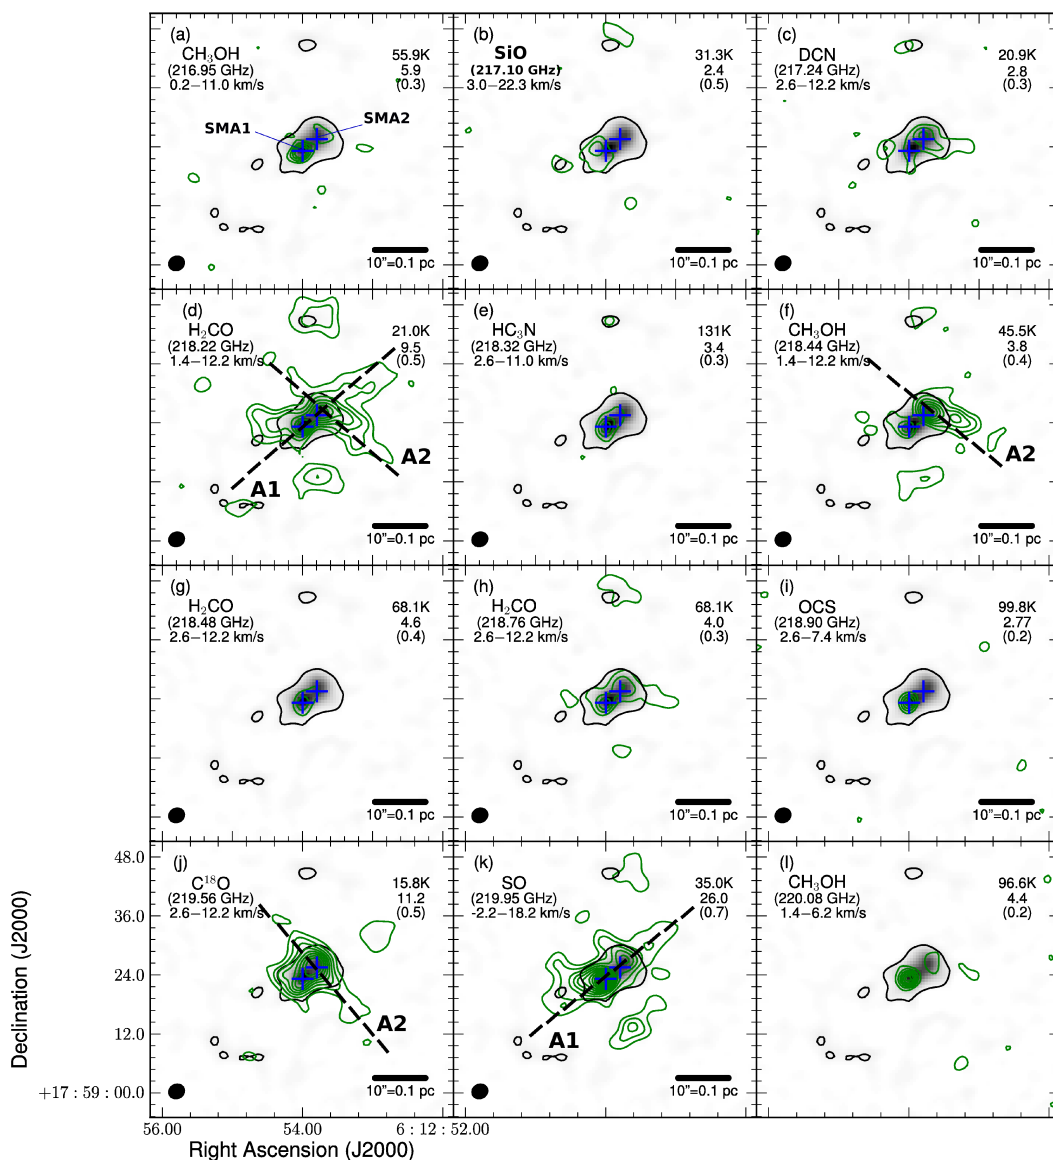 (a)
CH₃OH 55.9K
(216.95 GHz) 5.9
0.2−11.0 km/s (0.3)
SMA1
SMA2
10"=0.1 pc
(b)
SiO 31.3K
(217.10 GHz) 2.4
3.0−22.3 km/s (0.5)
10"=0.1 pc
(c)
DCN 20.9K
(217.24 GHz) 2.8
2.6−12.2 km/s (0.3)
10"=0.1 pc
(d)
H₂CO 21.0K
(218.22 GHz) 9.5
1.4−12.2 km/s (0.5)
A1
A2
10"=0.1 pc
(e)
HC₃N 131K
(218.32 GHz) 3.4
2.6−11.0 km/s (0.3)
10"=0.1 pc
(f)
CH₃OH 45.5K
(218.44 GHz) 3.8
1.4−12.2 km/s (0.4)
A2
10"=0.1 pc
(g)
H₂CO 68.1K
(218.48 GHz) 4.6
2.6−12.2 km/s (0.4)
10"=0.1 pc
(h)
H₂CO 68.1K
(218.76 GHz) 4.0
2.6−12.2 km/s (0.3)
10"=0.1 pc
(i)
OCS 99.8K
(218.90 GHz) 2.77
2.6−7.4 km/s (0.2)
10"=0.1 pc
(j)
C¹⁸O 15.8K
(219.56 GHz) 11.2
2.6−12.2 km/s (0.5)
A2
10"=0.1 pc
(k)
SO 35.0K
(219.95 GHz) 26.0
-2.2−18.2 km/s (0.7)
A1
10"=0.1 pc
(l)
CH₃OH 96.6K
(220.08 GHz) 4.4
1.4−6.2 km/s (0.2)
10"=0.1 pc
48.0
36.0
24.0
12.0
+17 : 59 : 00.0
Declination (J2000)
56.00 54.00 6 : 12 : 52.00
Right Ascension (J2000)